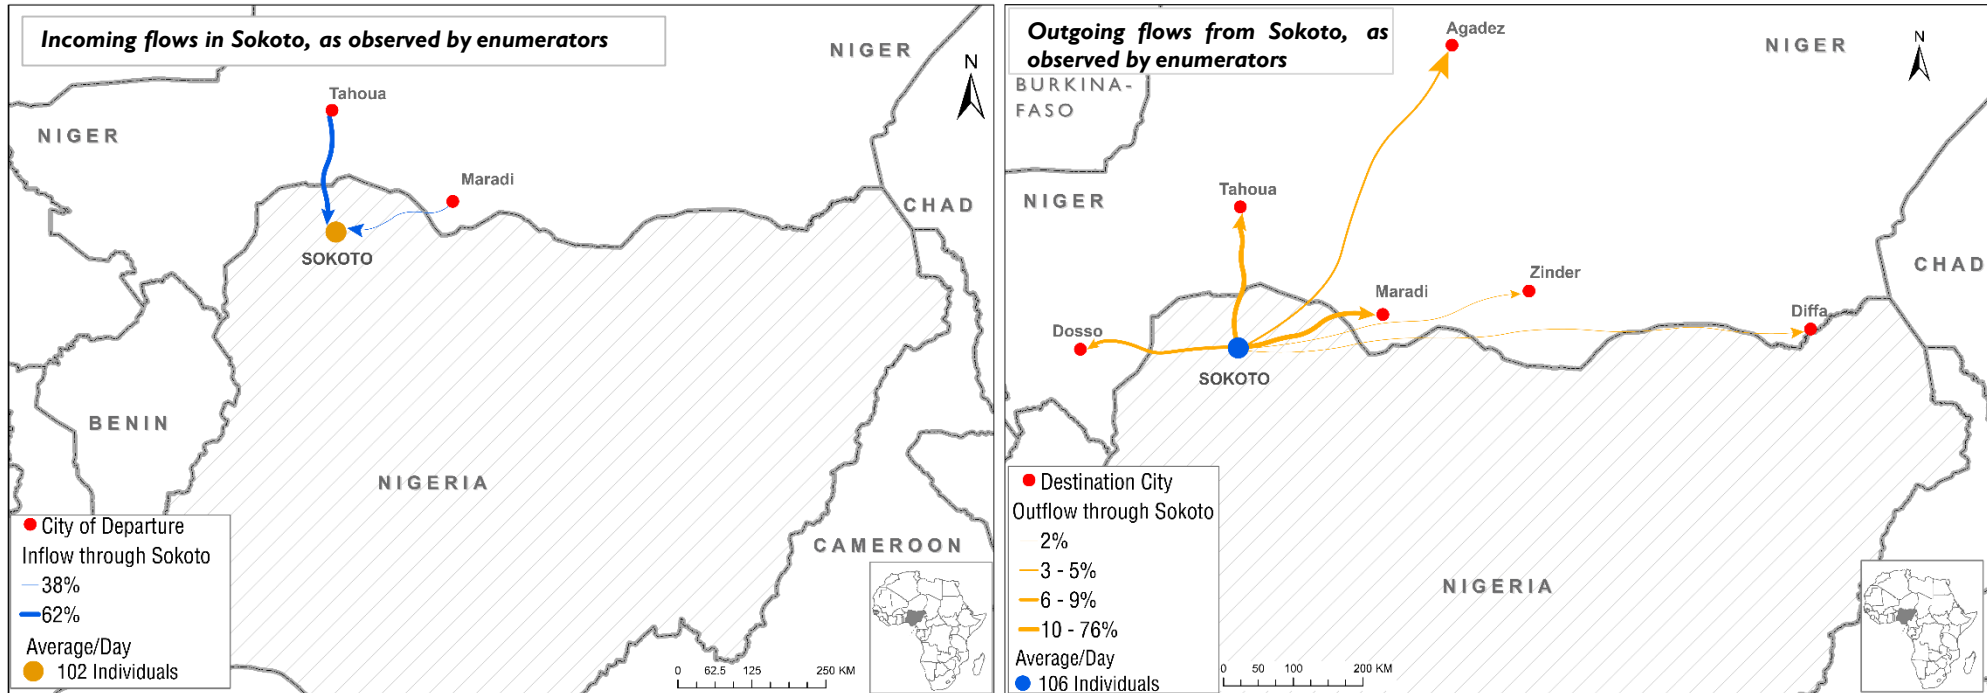 Incoming flows in Sokoto, as observed by enumerators
NIGER
N
Tahoua
NIGER
Maradi
CHAD
SOKOTO
BENIN
NIGERIA
CAMEROON
City of Departure
Inflow through Sokoto
38%
62%
Average/Day
102 Individuals
0 62.5 125 250 KM
Outgoing flows from Sokoto, as
observed by enumerators
Agadez
NIGER
N
BURKINA-
FASO
Tahoua
NIGER
CHAD
Zinder
Maradi
Diffa
Dosso
SOKOTO
Destination City
Outflow through Sokoto
2%
3 - 5%
6 - 9%
10 - 76%
Average/Day
106 Individuals
NIGERIA
0 50 100 200 KM